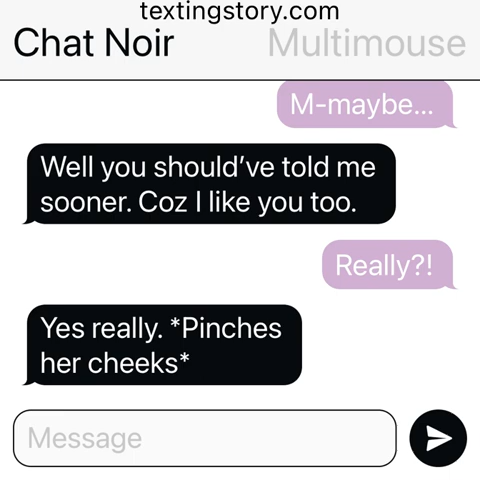 textingstory.com
Chat Noir Multimouse
M-maybe...
Well you should've told me
sooner. Coz I like you too.
Really?!
Yes really. *Pinches
her cheeks*
Message